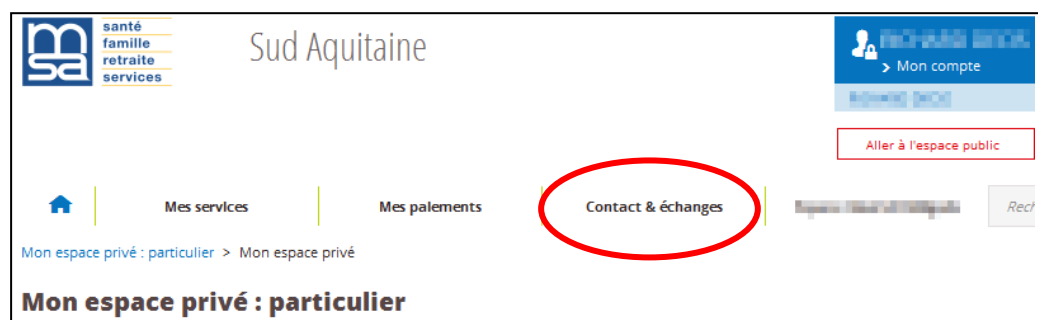 msa
santé
famille
retraite
services
Sud Aquitaine
> Mon compte
Aller à l'espace public
Mes services
Mes paiements
Contact & échanges
Rech
Mon espace privé : particulier > Mon espace privé
Mon espace privé : particulier